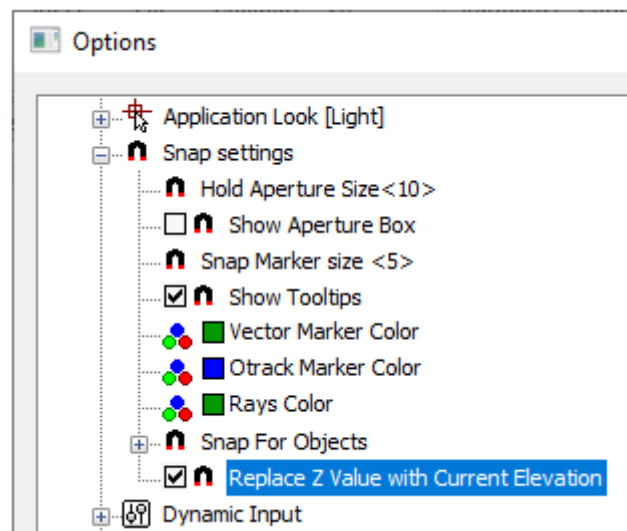 Options
Application Look [Light]
Snap settings
Hold Aperture Size<10>
Show Aperture Box
Snap Marker size <5>
Show Tooltips
Vector Marker Color
Otrack Marker Color
Rays Color
Snap For Objects
Replace Z Value with Current Elevation
Dynamic Input